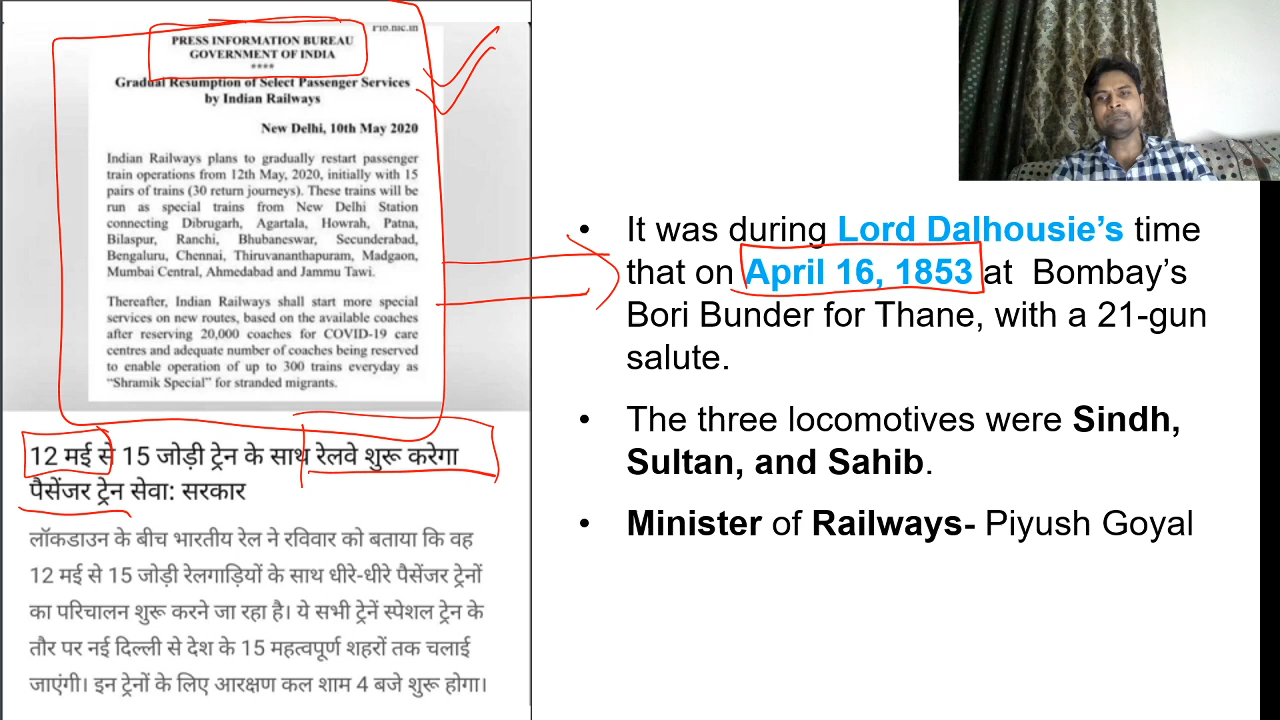 PIB.nic.in
PRESS INFORMATION BUREAU
GOVERNMENT OF INDIA
****
Gradual Resumption of Select Passenger Services
by Indian Railways
New Delhi, 10th May 2020
Indian Railways plans to gradually restart passenger
train operations from 12th May, 2020, initially with 15
pairs of trains (30 return journeys). These trains will be
run as special trains from New Delhi Station
connecting Dibrugarh, Agartala, Howrah, Patna,
Bilaspur, Ranchi, Bhubaneswar, Secunderabad,
Bengaluru, Chennai, Thiruvananthapuram, Madgaon,
Mumbai Central, Ahmedabad and Jammu Tawi.
Thereafter, Indian Railways shall start more special
services on new routes, based on the available coaches
after reserving 20,000 coaches for COVID-19 care
centres and adequate number of coaches being reserved
to enable operation of up to 300 trains everyday as
“Shramik Special” for stranded migrants.
12 मई से 15 जोड़ी ट्रेन के साथ रेलवे शुरू करेगा
पैसेंजर ट्रेन सेवा: सरकार
लॉकडाउन के बीच भारतीय रेल ने रविवार को बताया कि वह
12 मई से 15 जोड़ी रेलगाड़ियों के साथ धीरे-धीरे पैसेंजर ट्रेनों
का परिचालन शुरू करने जा रहा है। ये सभी ट्रेनें स्पेशल ट्रेन के
तौर पर नई दिल्ली से देश के 15 महत्वपूर्ण शहरों तक चलाई
जाएंगी। इन ट्रेनों के लिए आरक्षण कल शाम 4 बजे शुरू होगा।
• It was during Lord Dalhousie’s time
that on April 16, 1853 at Bombay’s
Bori Bunder for Thane, with a 21-gun
salute.
• The three locomotives were Sindh,
Sultan, and Sahib.
• Minister of Railways- Piyush Goyal